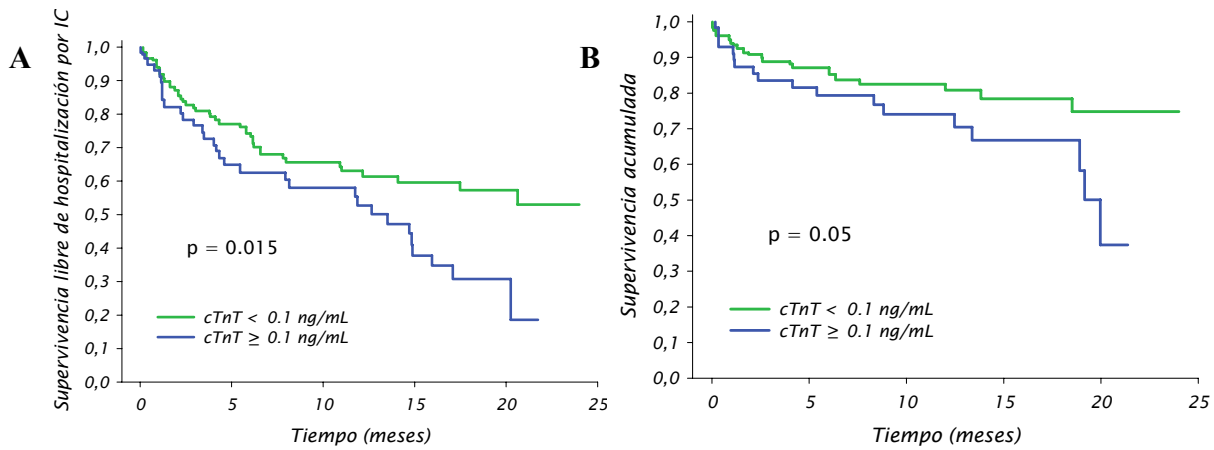 A
Supervivencia libre de hospitalización por IC
1,0
0,9
0,8
0,7
0,6
0,5
0,4
0,3
0,2
0,1
0,0
p = 0.015
cTnT < 0.1 ng/mL
cTnT ≥ 0.1 ng/mL
0 5 10 15 20 25
Tiempo (meses)
B
Supervivencia acumulada
1,0
0,9
0,8
0,7
0,6
0,5
0,4
0,3
0,2
0,1
0,0
p = 0.05
cTnT < 0.1 ng/mL
cTnT ≥ 0.1 ng/mL
0 5 10 15 20 25
Tiempo (meses)